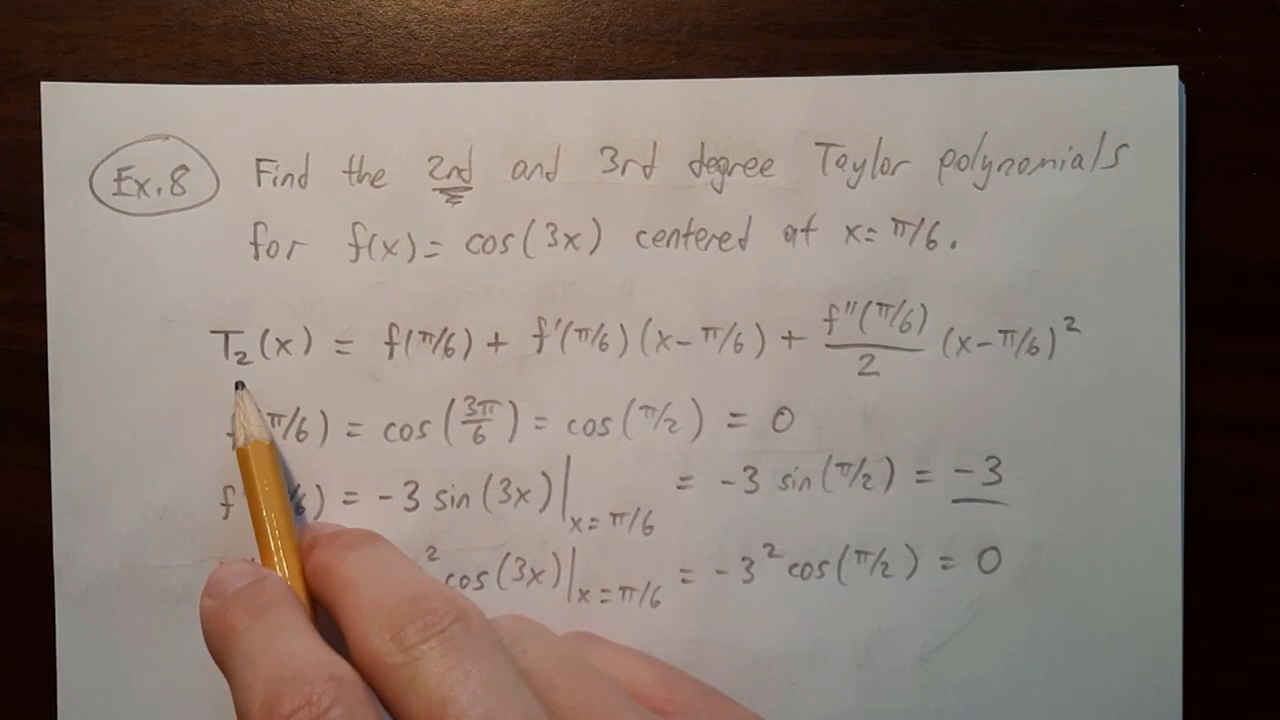 Ex. 8 Find the 2nd and 3rd degree Taylor polynomials
for f(x) = cos(3x) centered at x = π/6.
T₂(x) = f(π/6) + f'(π/6)(x-π/6) + f''(π/6)/2 (x-π/6)²
π/6) = cos(3π/6) = cos(π/2) = 0
f 6) = -3 sin(3x)|x=π/6 = -3 sin(π/2) = -3
² cos(3x)|x=π/6 = -3² cos(π/2) = 0